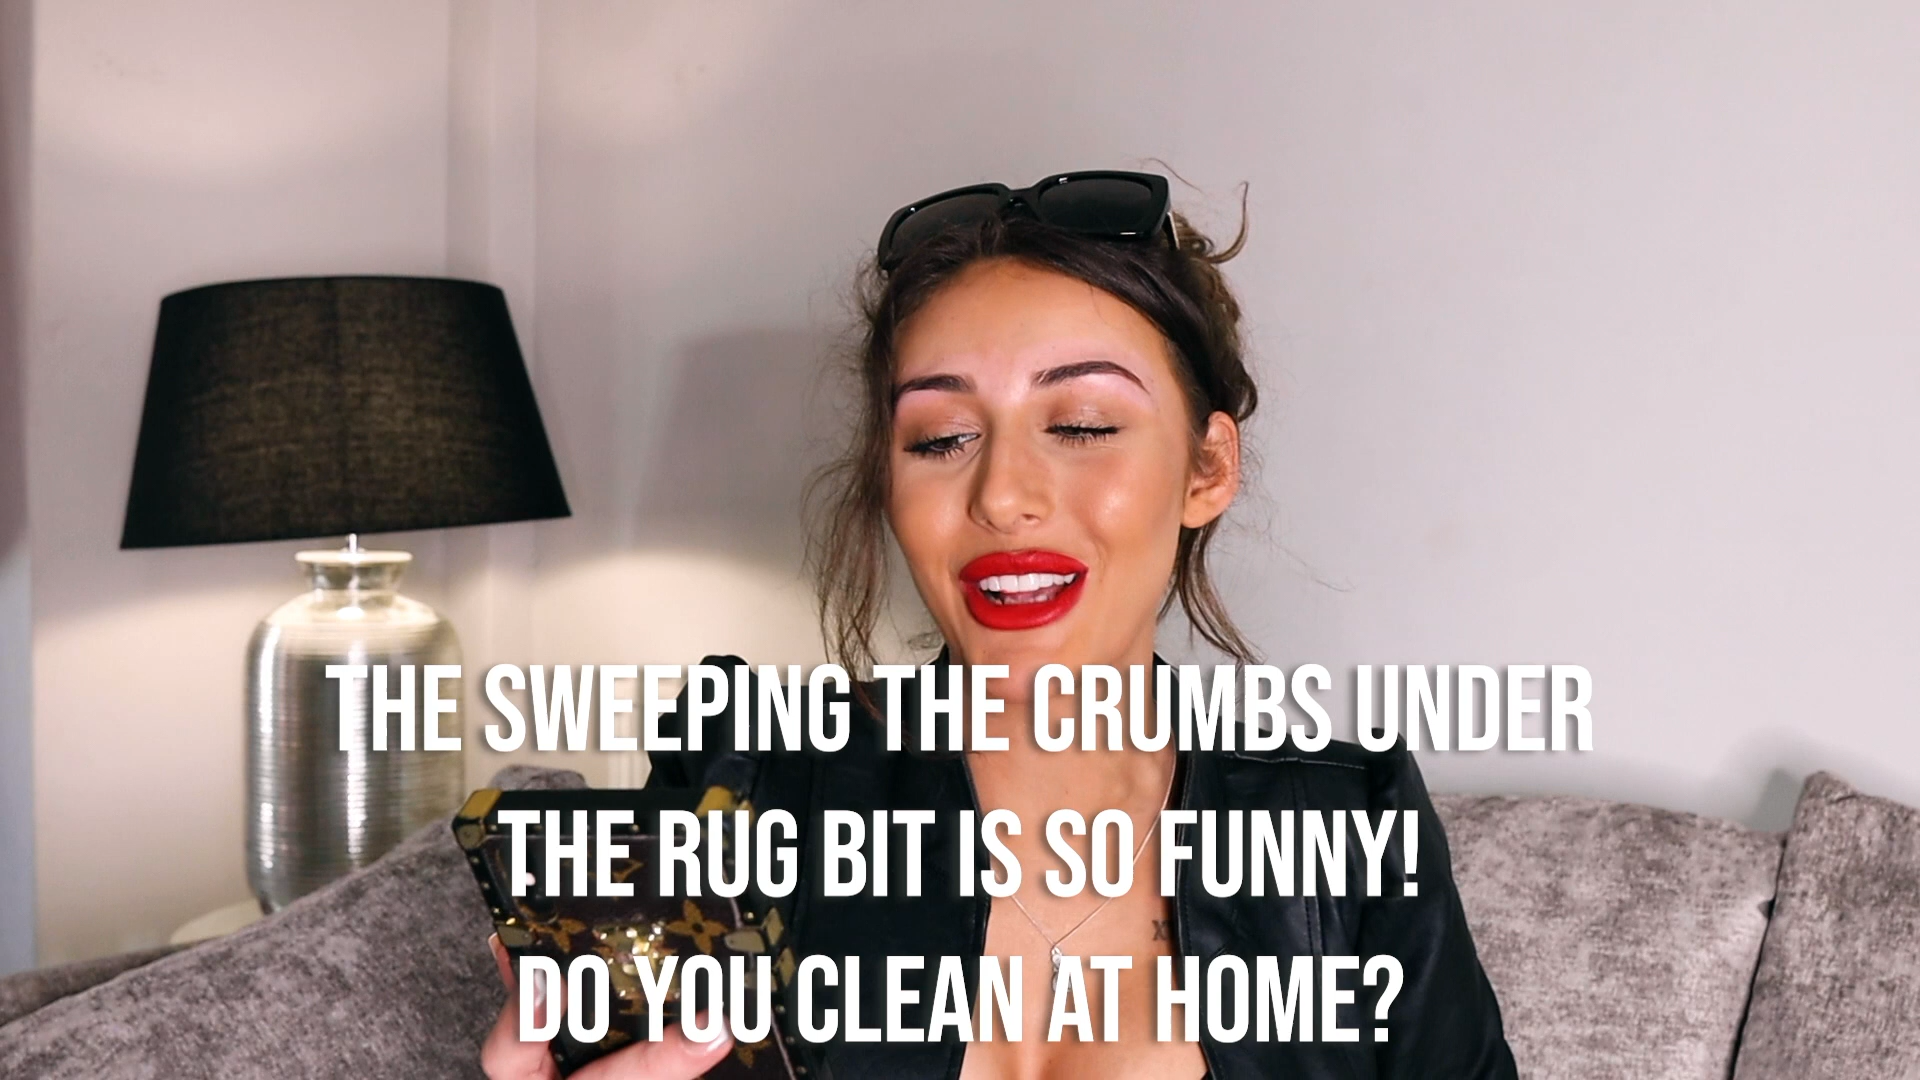 THE SWEEPING THE CRUMBS UNDER
THE RUG BIT IS SO FUNNY!
DO YOU CLEAN AT HOME?